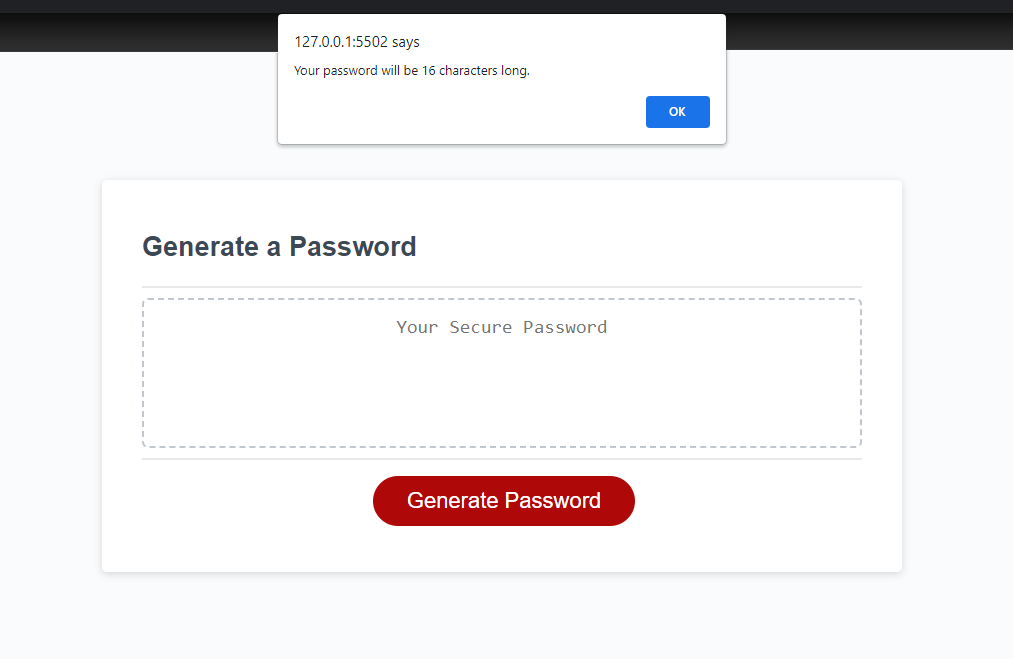 127.0.0.1:5502 says
Your password will be 16 characters long.
OK
Generate a Password
Your Secure Password
Generate Password